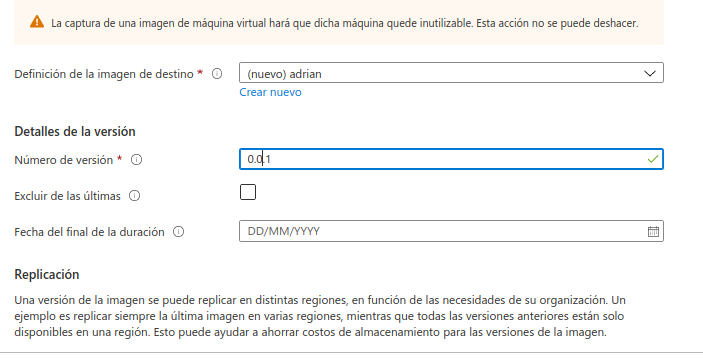 La captura de una imagen de máquina virtual hará que dicha máquina quede inutilizable. Esta acción no se puede deshacer.
Definición de la imagen de destino * (nuevo) adrian
Crear nuevo
Detalles de la versión
Número de versión * 0.0.1
Excluir de las últimas
Fecha del final de la duración DD/MM/YYYY
Replicación
Una versión de la imagen se puede replicar en distintas regiones, en función de las necesidades de su organización. Un
ejemplo es replicar siempre la última imagen en varias regiones, mientras que todas las versiones anteriores están solo
disponibles en una región. Esto puede ayudar a ahorrar costos de almacenamiento para las versiones de la imagen.